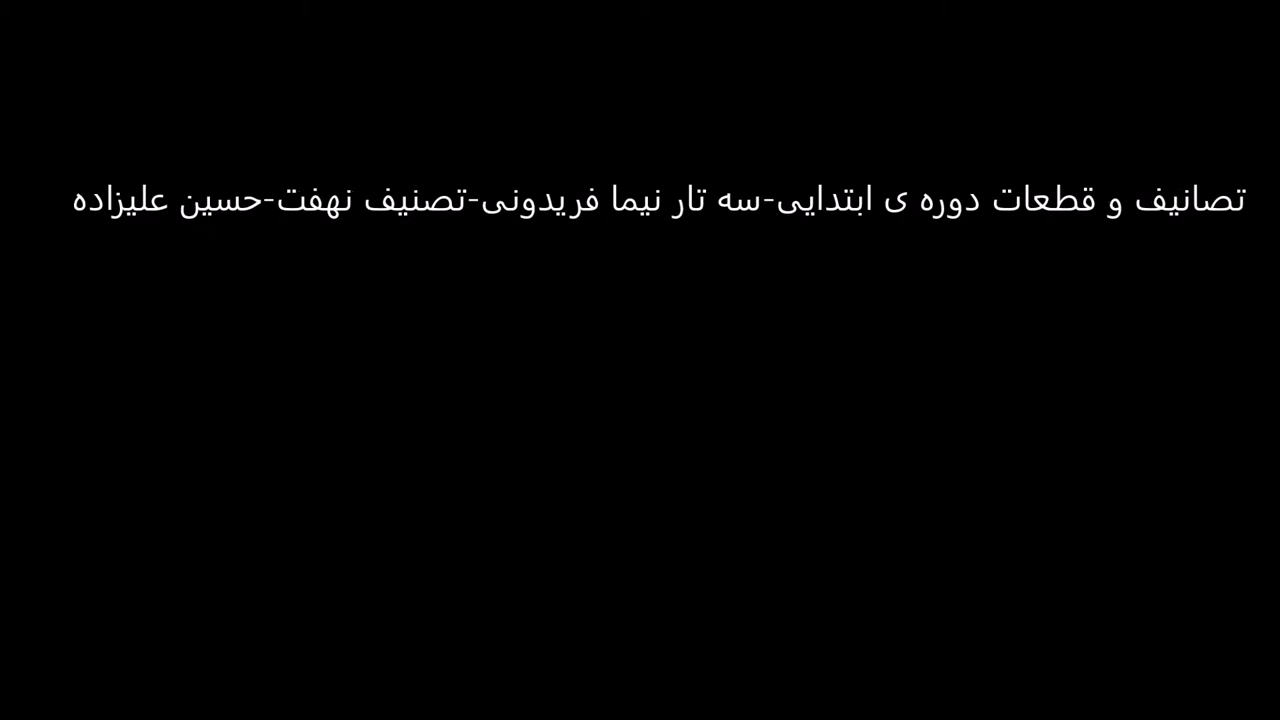 تصانیف و قطعات دوره ی ابتدایی-سه تار نیما فریدونی-تصنیف نهفت-حسین علیزاده